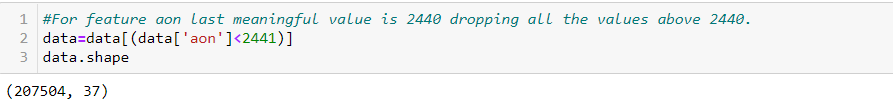 1 #For feature aon last meaningful value is 2440 dropping all the values above 2440.
2 data=data[(data['aon']<2441)]
3 data.shape
(207504, 37)